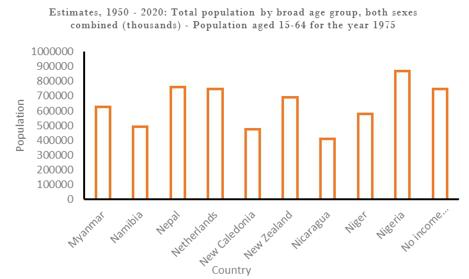 Estimates, 1950 - 2020: Total population by broad age group, both sexes
combined (thousands) - Population aged 15-64 for the year 1975
1000000
900000
800000
700000
600000
500000
400000
300000
200000
100000
0
Population
Myanmar
Namibia
Nepal
Netherlands
New Caledonia
New Zealand
Nicaragua
Niger
Nigeria
No income...
Country